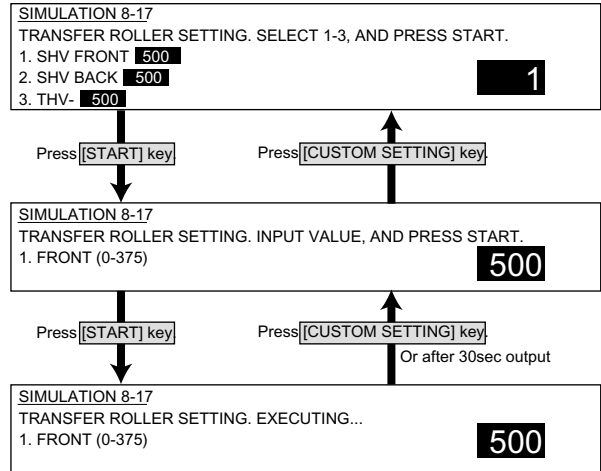 SIMULATION 8-17
TRANSFER ROLLER SETTING. SELECT 1-3, AND PRESS START.
1. SHV FRONT 500
2. SHV BACK 500
3. THV- 500
1
Press [START] key.
Press [CUSTOM SETTING] key.
SIMULATION 8-17
TRANSFER ROLLER SETTING. INPUT VALUE, AND PRESS START.
1. FRONT (0-375)
500
Press [START] key.
Press [CUSTOM SETTING] key.
Or after 30sec output
SIMULATION 8-17
TRANSFER ROLLER SETTING. EXECUTING...
1. FRONT (0-375)
500